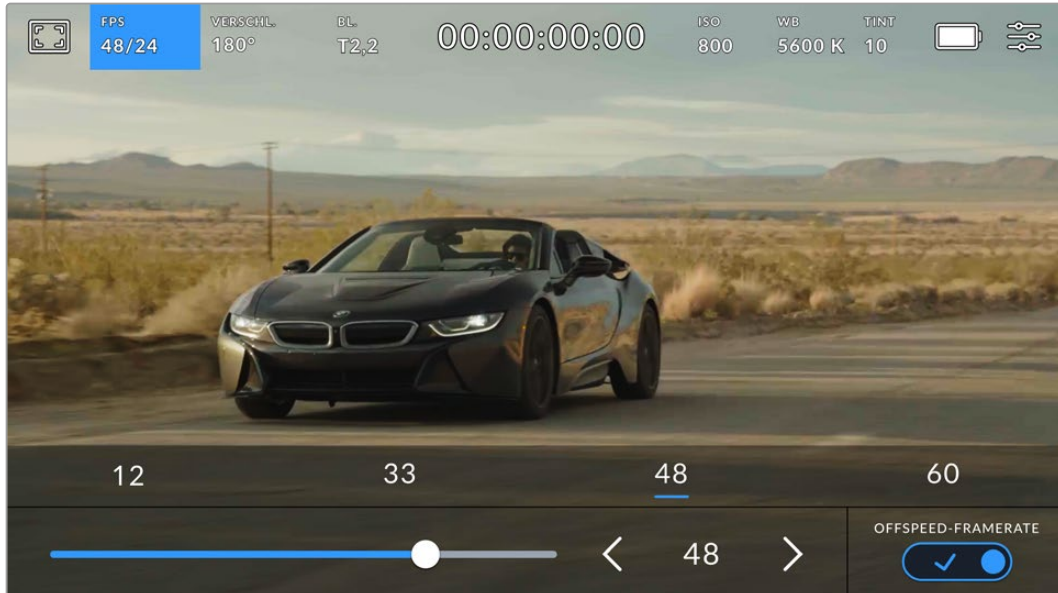 FPS VERSCHL. BL. 00:00:00:00 ISO WB TINT
48/24 180° T2,2 800 5600 K 10
12 33 48 60
OFFSPEED-FRAMERATE
48